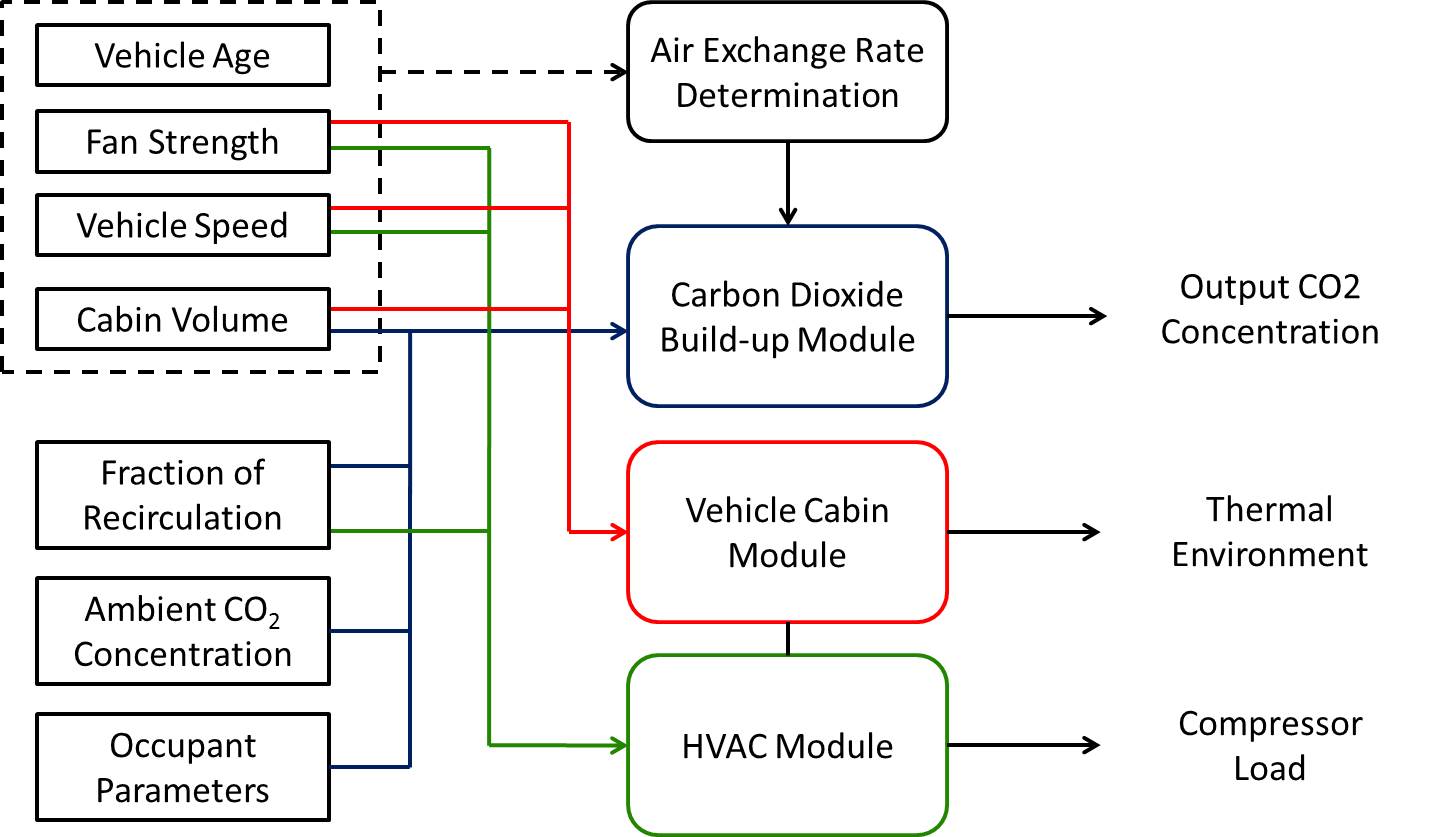 Vehicle Age
Fan Strength
Vehicle Speed
Cabin Volume
Fraction of
Recirculation
Ambient CO₂
Concentration
Occupant
Parameters
Air Exchange Rate
Determination
Carbon Dioxide
Build-up Module
Vehicle Cabin
Module
HVAC Module
Output CO2
Concentration
Thermal
Environment
Compressor
Load